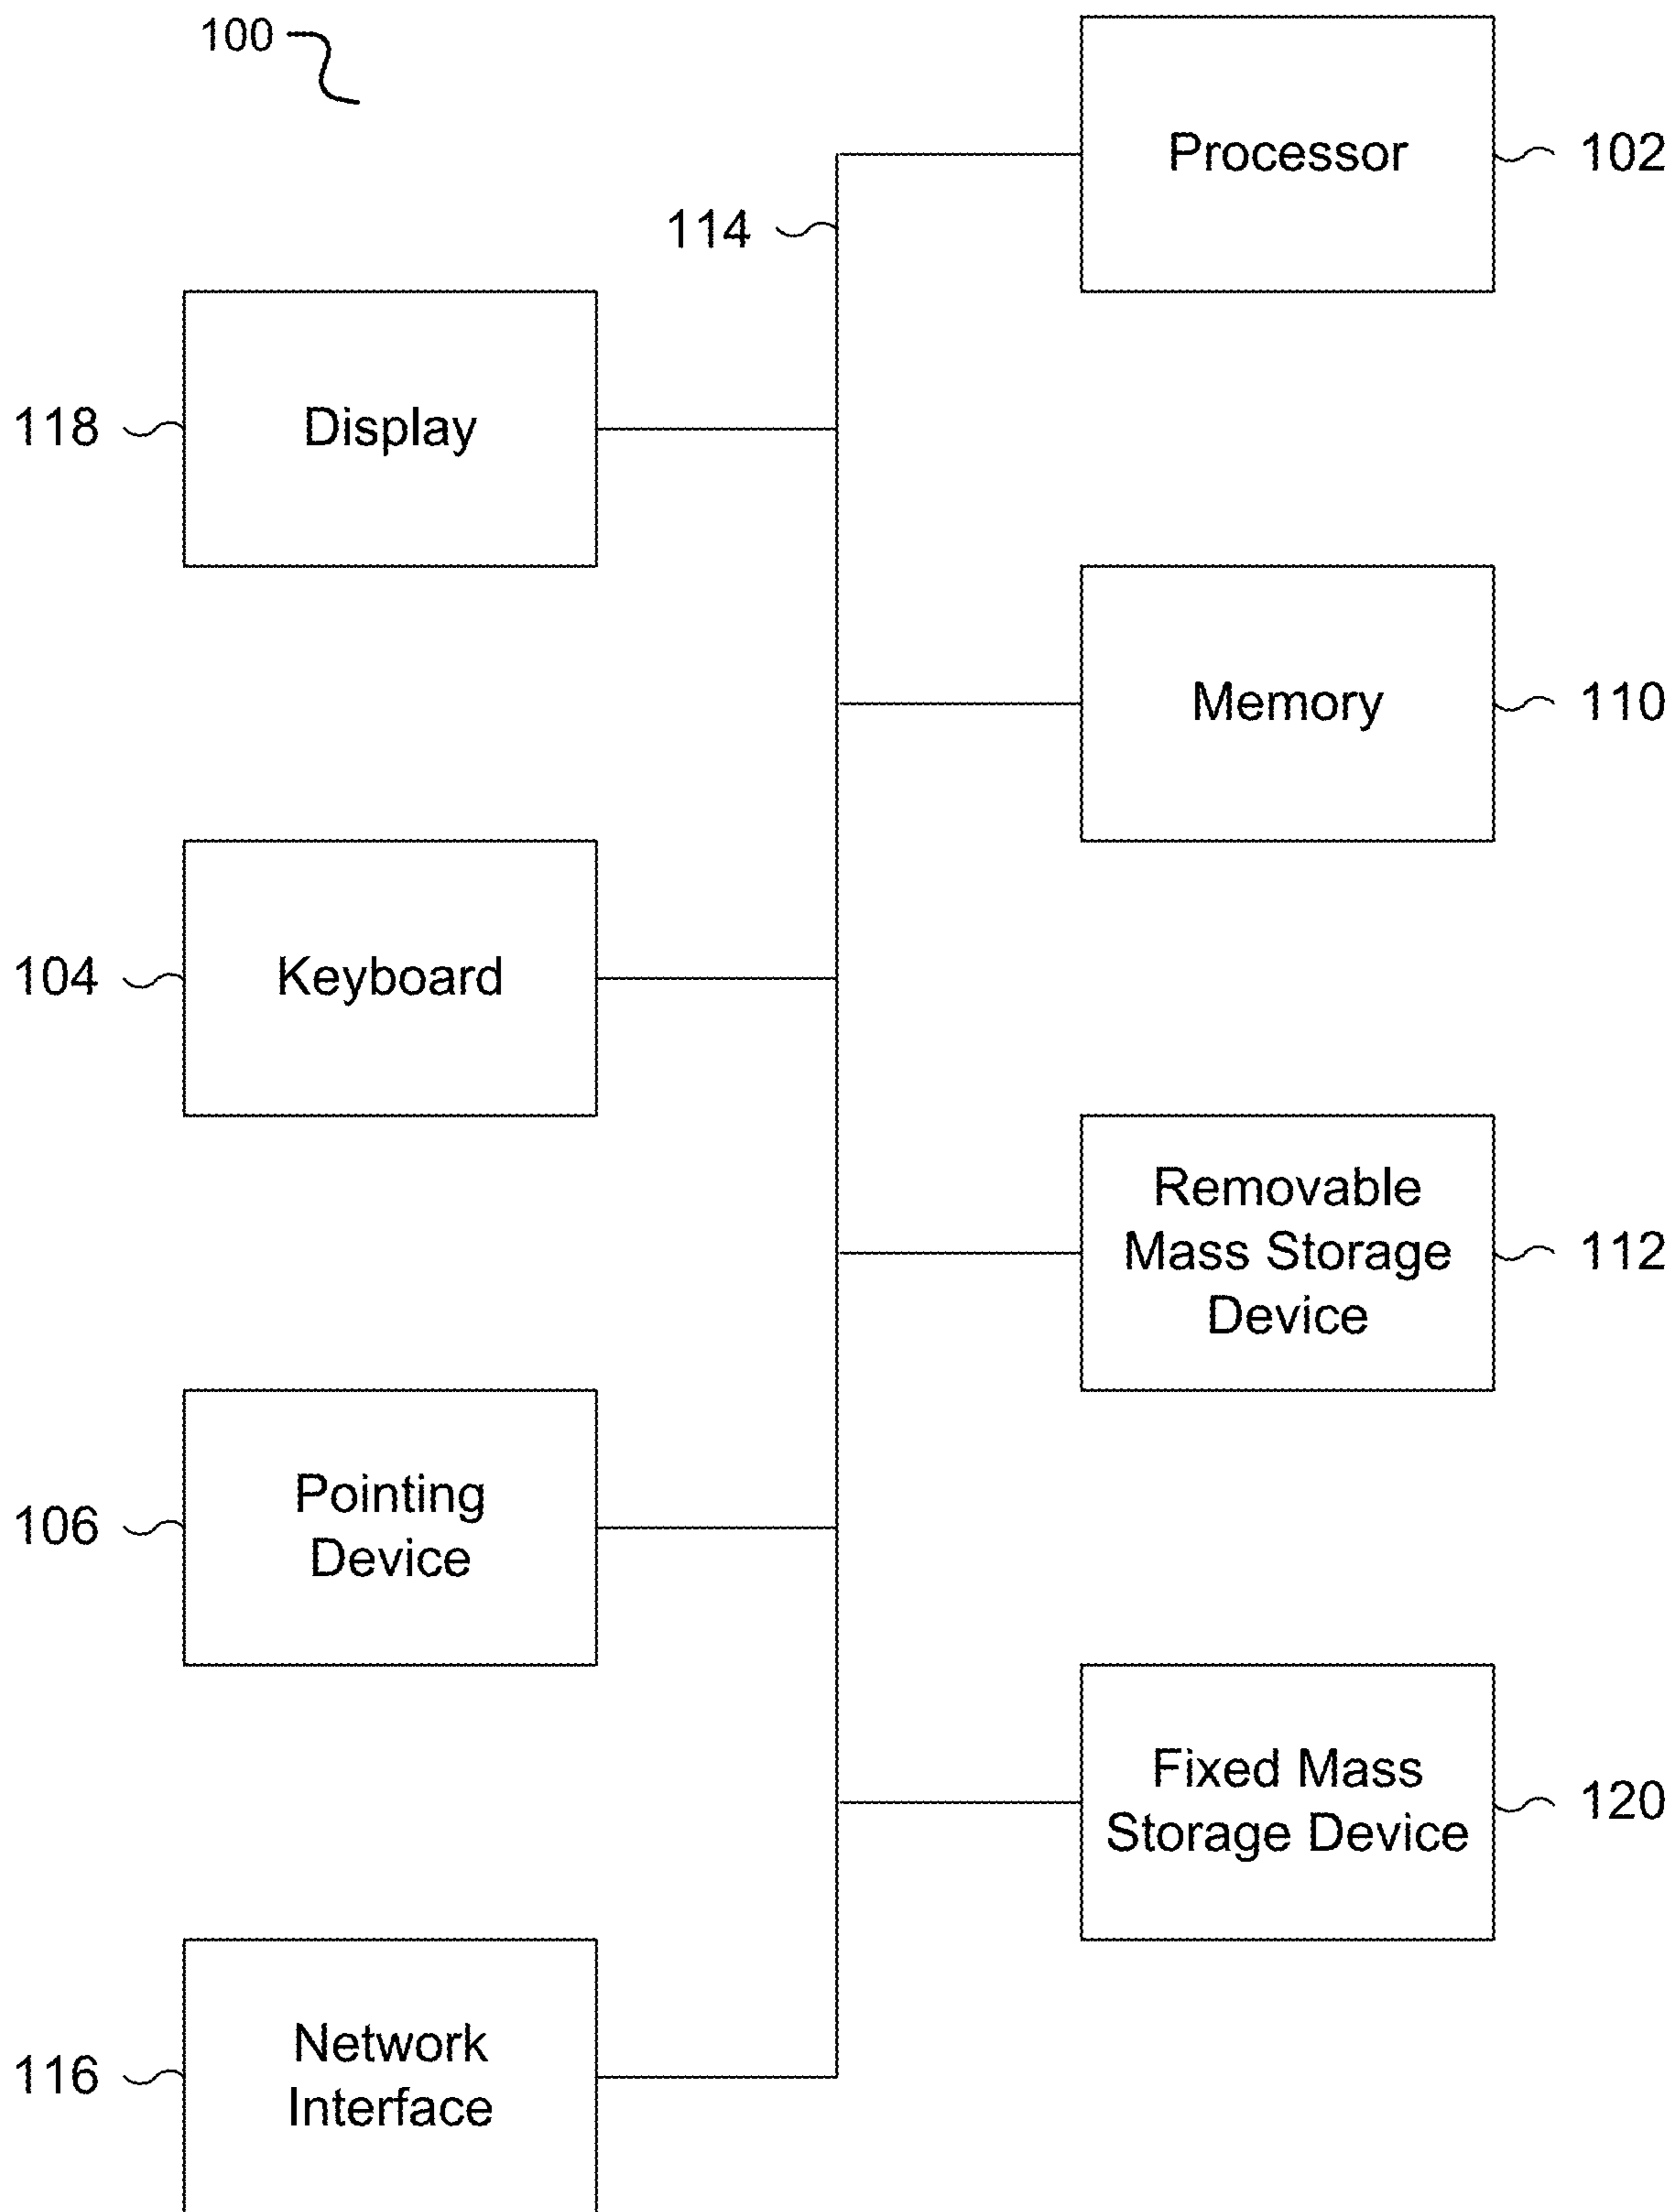 100
Processor
102
114
Display
118
Memory
110
Keyboard
104
Removable
Mass Storage
Device
112
Pointing
Device
106
Fixed Mass
Storage Device
120
Network
Interface
116